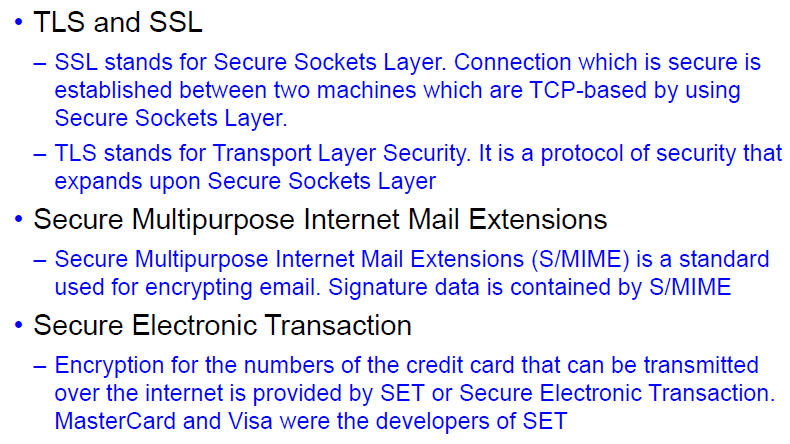 • TLS and SSL
– SSL stands for Secure Sockets Layer. Connection which is secure is
established between two machines which are TCP-based by using
Secure Sockets Layer.
– TLS stands for Transport Layer Security. It is a protocol of security that
expands upon Secure Sockets Layer
• Secure Multipurpose Internet Mail Extensions
– Secure Multipurpose Internet Mail Extensions (S/MIME) is a standard
used for encrypting email. Signature data is contained by S/MIME
• Secure Electronic Transaction
– Encryption for the numbers of the credit card that can be transmitted
over the internet is provided by SET or Secure Electronic Transaction.
MasterCard and Visa were the developers of SET